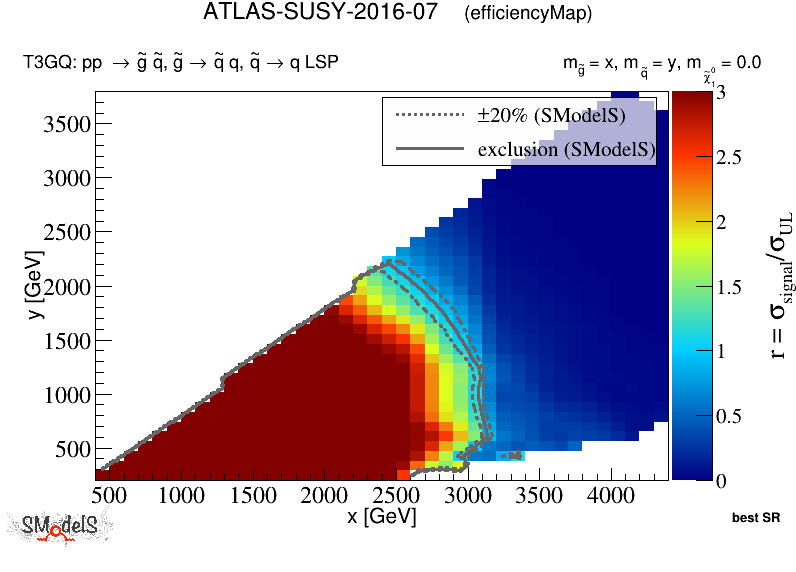 ATLAS-SUSY-2016-07 (efficiencyMap)
T3GQ: pp → g̃ q̃, g̃ → q̃ q, q̃ → q LSP
m_g̃ = x, m_q̃ = y, m_χ̃₁⁰ = 0.0
±20% (SModelS)
exclusion (SModelS)
y [GeV]
3500
3000
2500
2000
1500
1000
500
500 1000 1500 2000 2500 3000 3500 4000
x [GeV]
3
2.5
2
1.5
1
0.5
0
r = σ_signal/σ_UL
best SR
SModelS